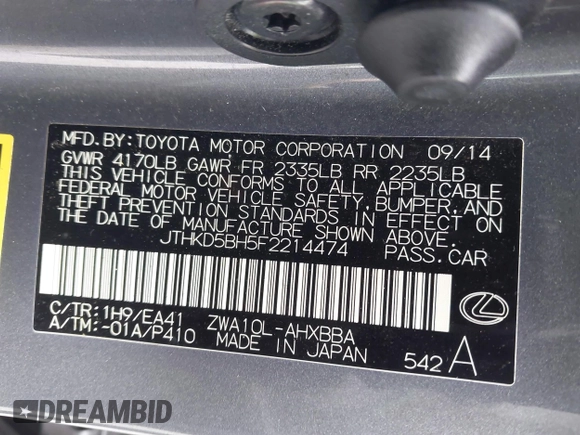 MFD.BY:TOYOTA MOTOR CORPORATION 09/14
GVWR 4170LB GAWR FR 2335LB RR 2235LB
THIS VEHICLE CONFORMS TO ALL APPLICABLE
FEDERAL MOTOR VEHICLE SAFETY,BUMPER,AND
THEFT PREVENTION STANDARDS IN EFFECT ON
THE DATE OF MANUFACTURE SHOWN ABOVE.
JTHKD5BH5F2214474 PASS.CAR
C/TR:1H9/EA41 ZWA10L-AHXBBA
A/TM:-01A/P410 MADE IN JAPAN 542 A
DREAMBID